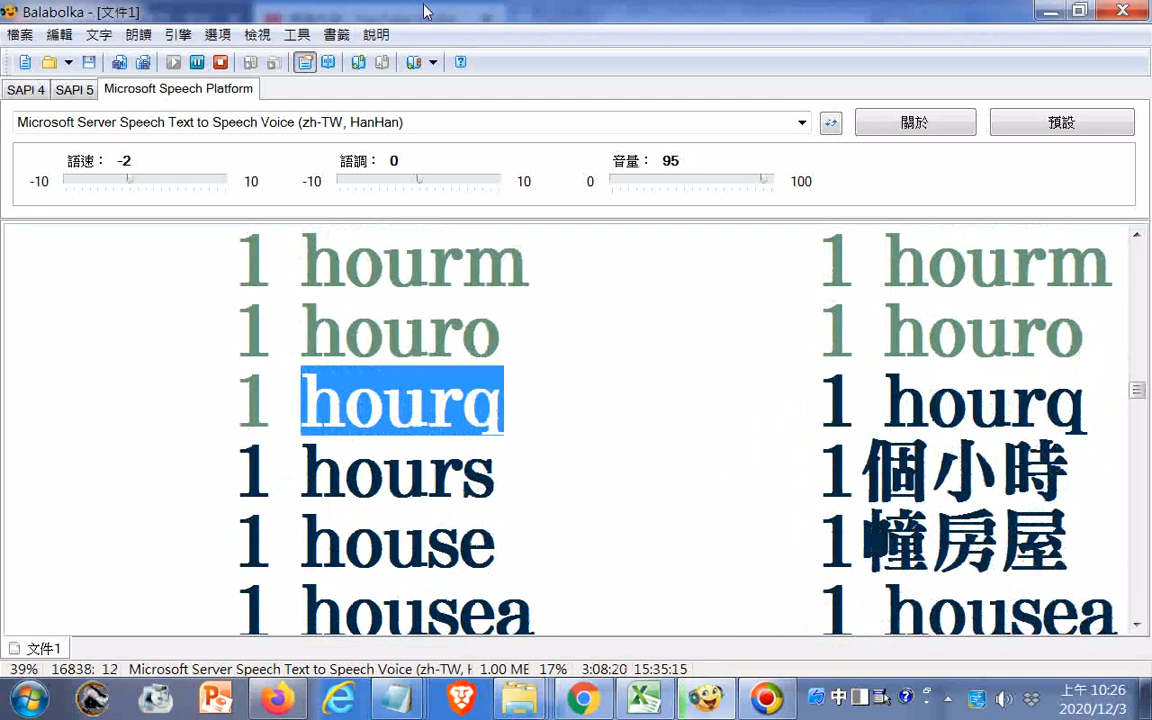 Balabolka - [文件1]
檔案 編輯 文字 朗讀 引擎 選項 檢視 工具 書籤 說明
SAPI 4 SAPI 5 Microsoft Speech Platform
Microsoft Server Speech Text to Speech Voice (zh-TW, HanHan) 關於 預設
語速： -2 語調： 0 音量： 95
-10 10 -10 10 0 100
1 hourm 1 hourm
1 houro 1 houro
1 hourq 1 hourq
1 hours 1個小時
1 house 1幢房屋
1 housea 1 housea
文件1
39% 16838: 12 Microsoft Server Speech Text to Speech Voice (zh-TW, H 1.00 ME 17% 3:08:20 15:35:15
中 上午 10:26
2020/12/3